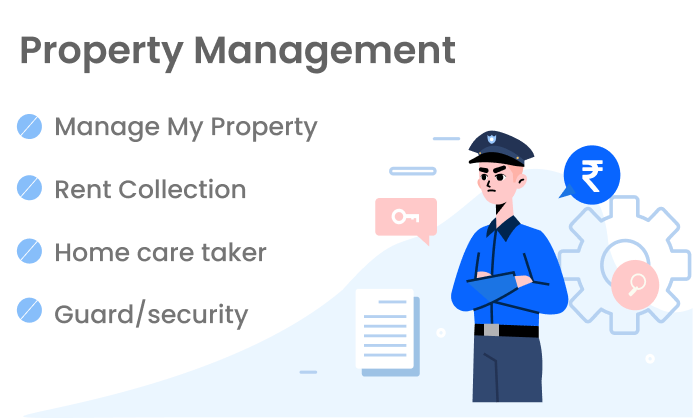 Property Management
Manage My Property
Rent Collection
Home care taker
Guard/security
₹